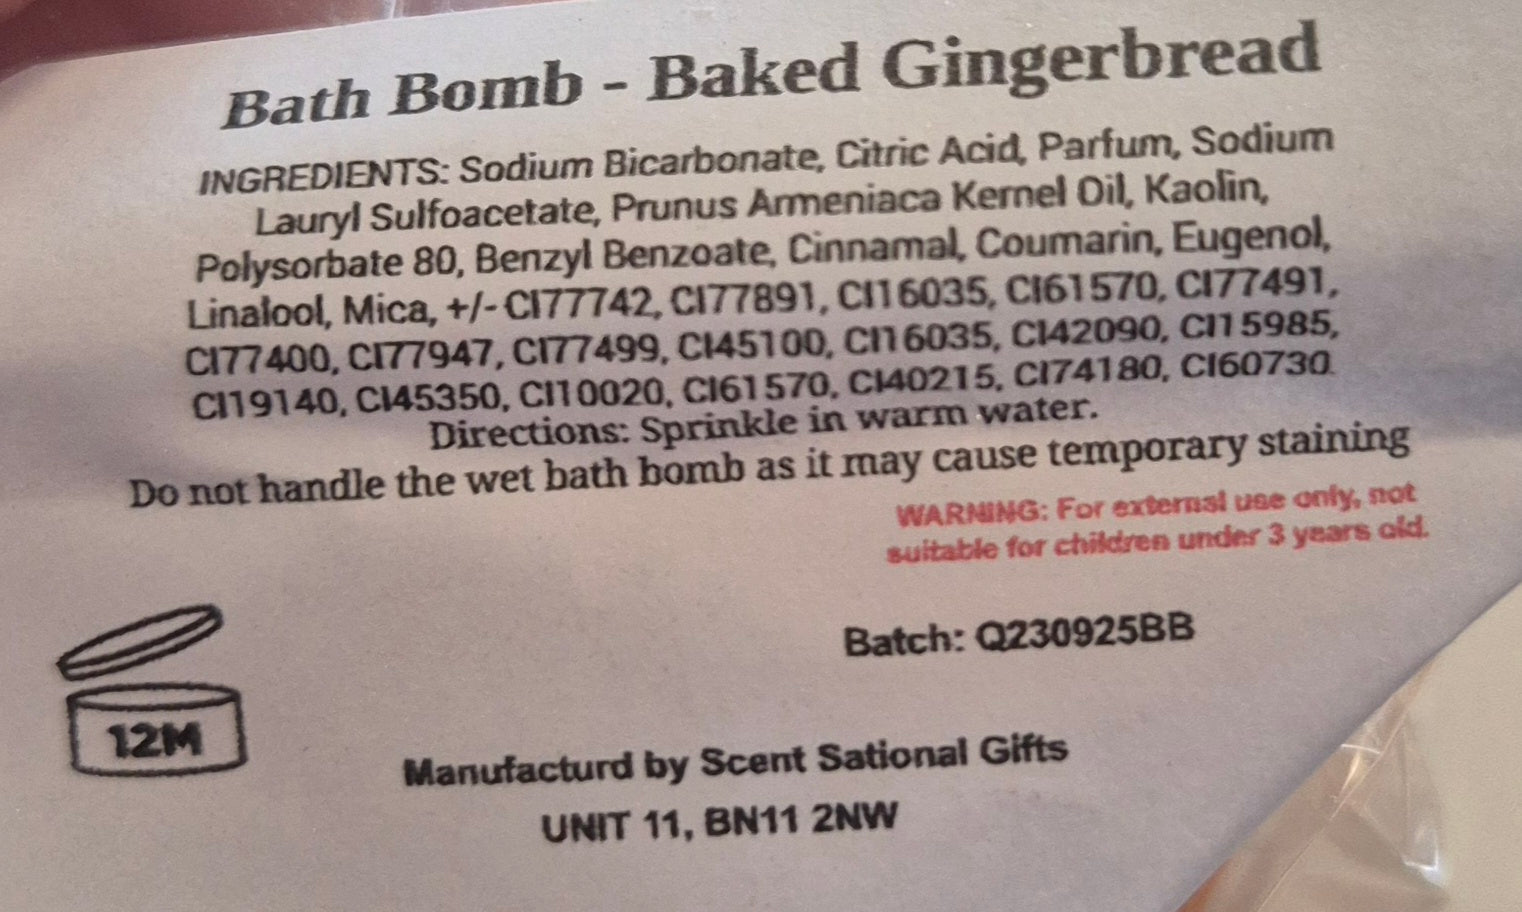 Bath Bomb - Baked Gingerbread
INGREDIENTS: Sodium Bicarbonate, Citric Acid, Parfum, Sodium
Lauryl Sulfoacetate, Prunus Armeniaca Kernel Oil, Kaolin,
Polysorbate 80, Benzyl Benzoate, Cinnamal, Coumarin, Eugenol,
Linalool, Mica, +/- CI77742, CI77891, CI16035, CI61570, CI77491,
CI77400, CI77947, CI77499, CI45100, CI16035, CI42090, CI15985,
CI19140, CI45350, CI10020, CI61570, CI40215, CI74180, CI60730
Directions: Sprinkle in warm water.
Do not handle the wet bath bomb as it may cause temporary staining
WARNING: For external use only, not
suitable for children under 3 years old.
Batch: Q230925BB
12M
Manufacturd by Scent Sational Gifts
UNIT 11, BN11 2NW